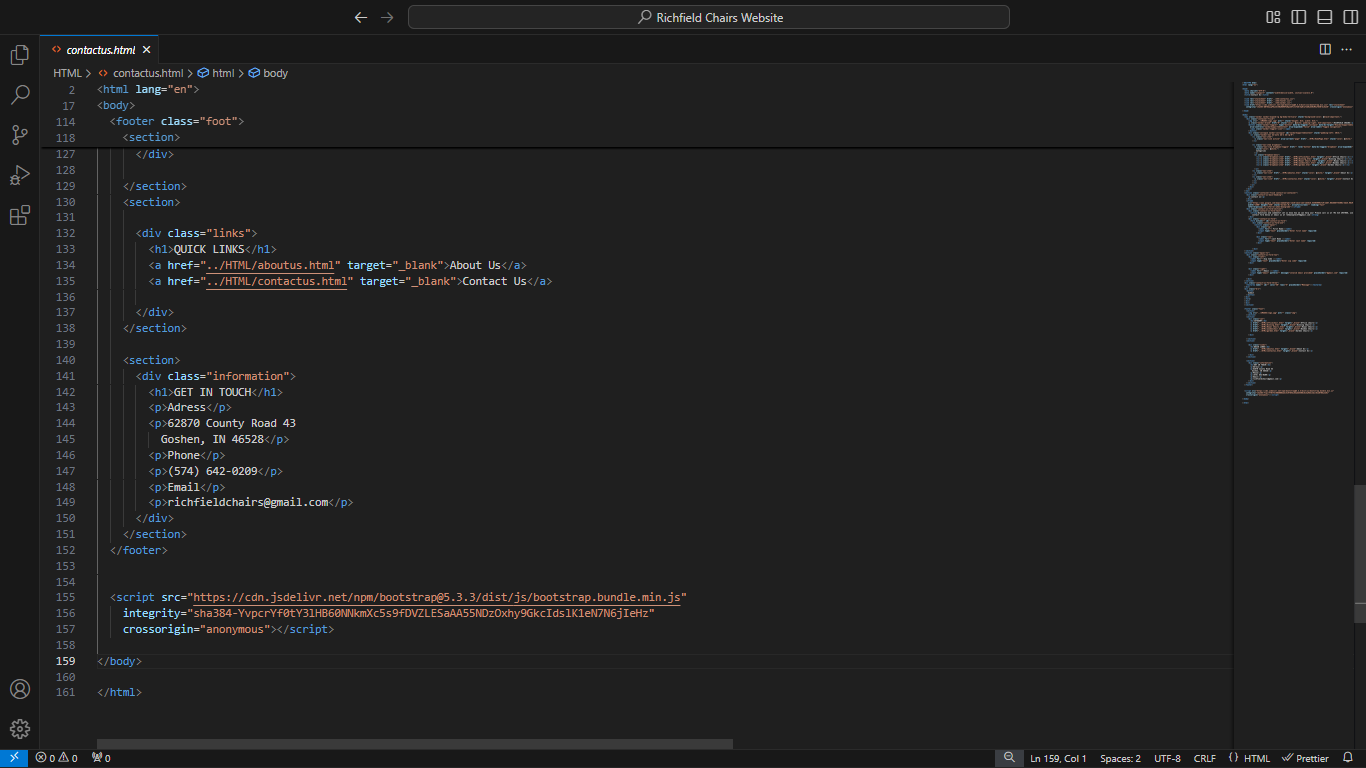 Richfield Chairs Website
contactus.html
HTML > contactus.html > html > body
2 <html lang="en">
17 <body>
114 <footer class="foot">
118 <section>
127 </div>
128
129 </section>
130 <section>
131
132 <div class="links">
133 <h1>QUICK LINKS</h1>
134 <a href="../HTML/aboutus.html" target="_blank">About Us</a>
135 <a href="../HTML/contactus.html" target="_blank">Contact Us</a>
136
137 </div>
138 </section>
139
140 <section>
141 <div class="information">
142 <h1>GET IN TOUCH</h1>
143 <p>Adress</p>
144 <p>62870 County Road 43
145 Goshen, IN 46528</p>
146 <p>Phone</p>
147 <p>(574) 642-0209</p>
148 <p>Email</p>
149 <p>richfieldchairs@gmail.com</p>
150 </div>
151 </section>
152 </footer>
153
154
155 <script src="https://cdn.jsdelivr.net/npm/bootstrap@5.3.3/dist/js/bootstrap.bundle.min.js"
156 integrity="sha384-YvpcrYf0tY3lHB60NNkmXc5s9fDVZLESaAA55NDzOxhy9GkcIdslK1eN7N6jIeHz"
157 crossorigin="anonymous"></script>
158
159 </body>
160
161 </html>
0 0 0 Ln 159, Col 1 Spaces: 2 UTF-8 CRLF {} HTML Prettier